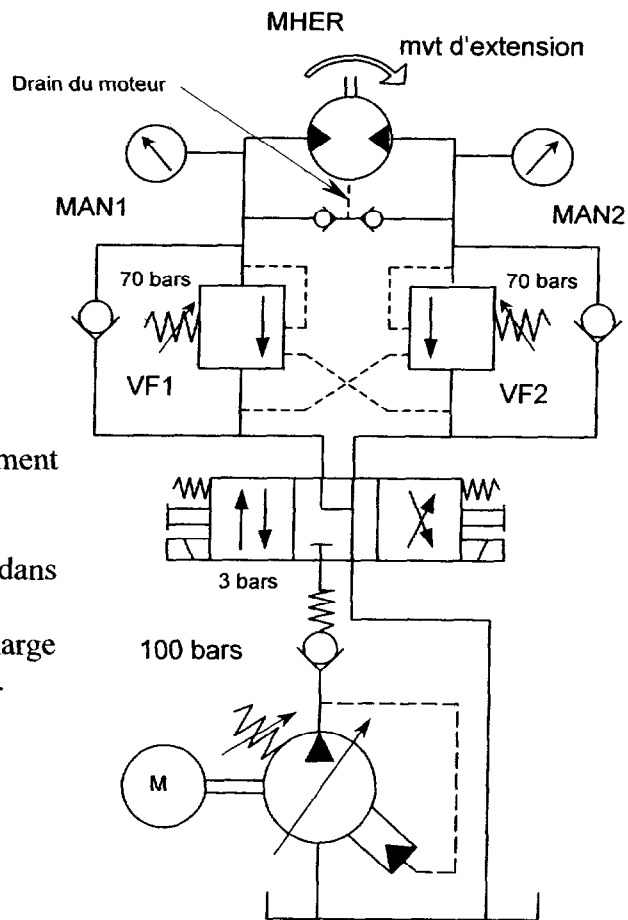 MHER
mvt d'extension
Drain du moteur
MAN1
MAN2
70 bars
70 bars
VF1
VF2
ment
dans
3 bars
arge
100 bars
.
M